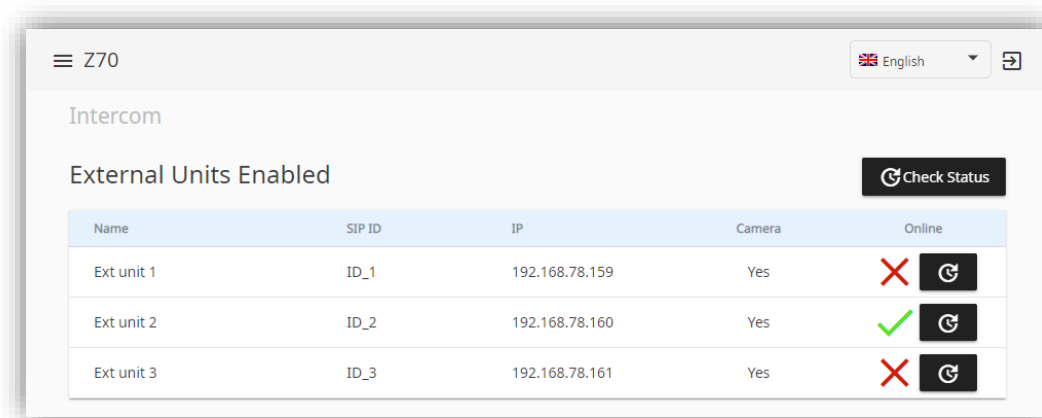 Z70
English
Intercom
External Units Enabled
Check Status
Name SIP ID IP Camera Online
Ext unit 1 ID_1 192.168.78.159 Yes
Ext unit 2 ID_2 192.168.78.160 Yes
Ext unit 3 ID_3 192.168.78.161 Yes